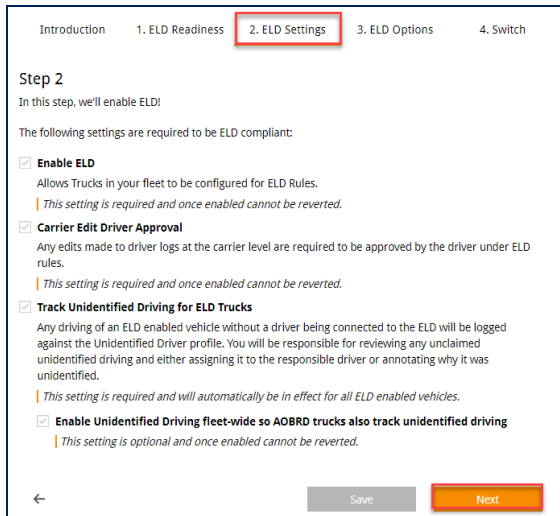 Introduction 1. ELD Readiness 2. ELD Settings 3. ELD Options 4. Switch
Step 2
In this step, we'll enable ELD!
The following settings are required to be ELD compliant:
Enable ELD
Allows Trucks in your fleet to be configured for ELD Rules.
This setting is required and once enabled cannot be reverted.
Carrier Edit Driver Approval
Any edits made to driver logs at the carrier level are required to be approved by the driver under ELD
rules.
This setting is required and once enabled cannot be reverted.
Track Unidentified Driving for ELD Trucks
Any driving of an ELD enabled vehicle without a driver being connected to the ELD will be logged
against the Unidentified Driver profile. You will be responsible for reviewing any unclaimed
unidentified driving and either assigning it to the responsible driver or annotating why it was
unidentified.
This setting is required and will automatically be in effect for all ELD enabled vehicles.
Enable Unidentified Driving fleet-wide so AOBRD trucks also track unidentified driving
This setting is optional and once enabled cannot be reverted.
Save Next